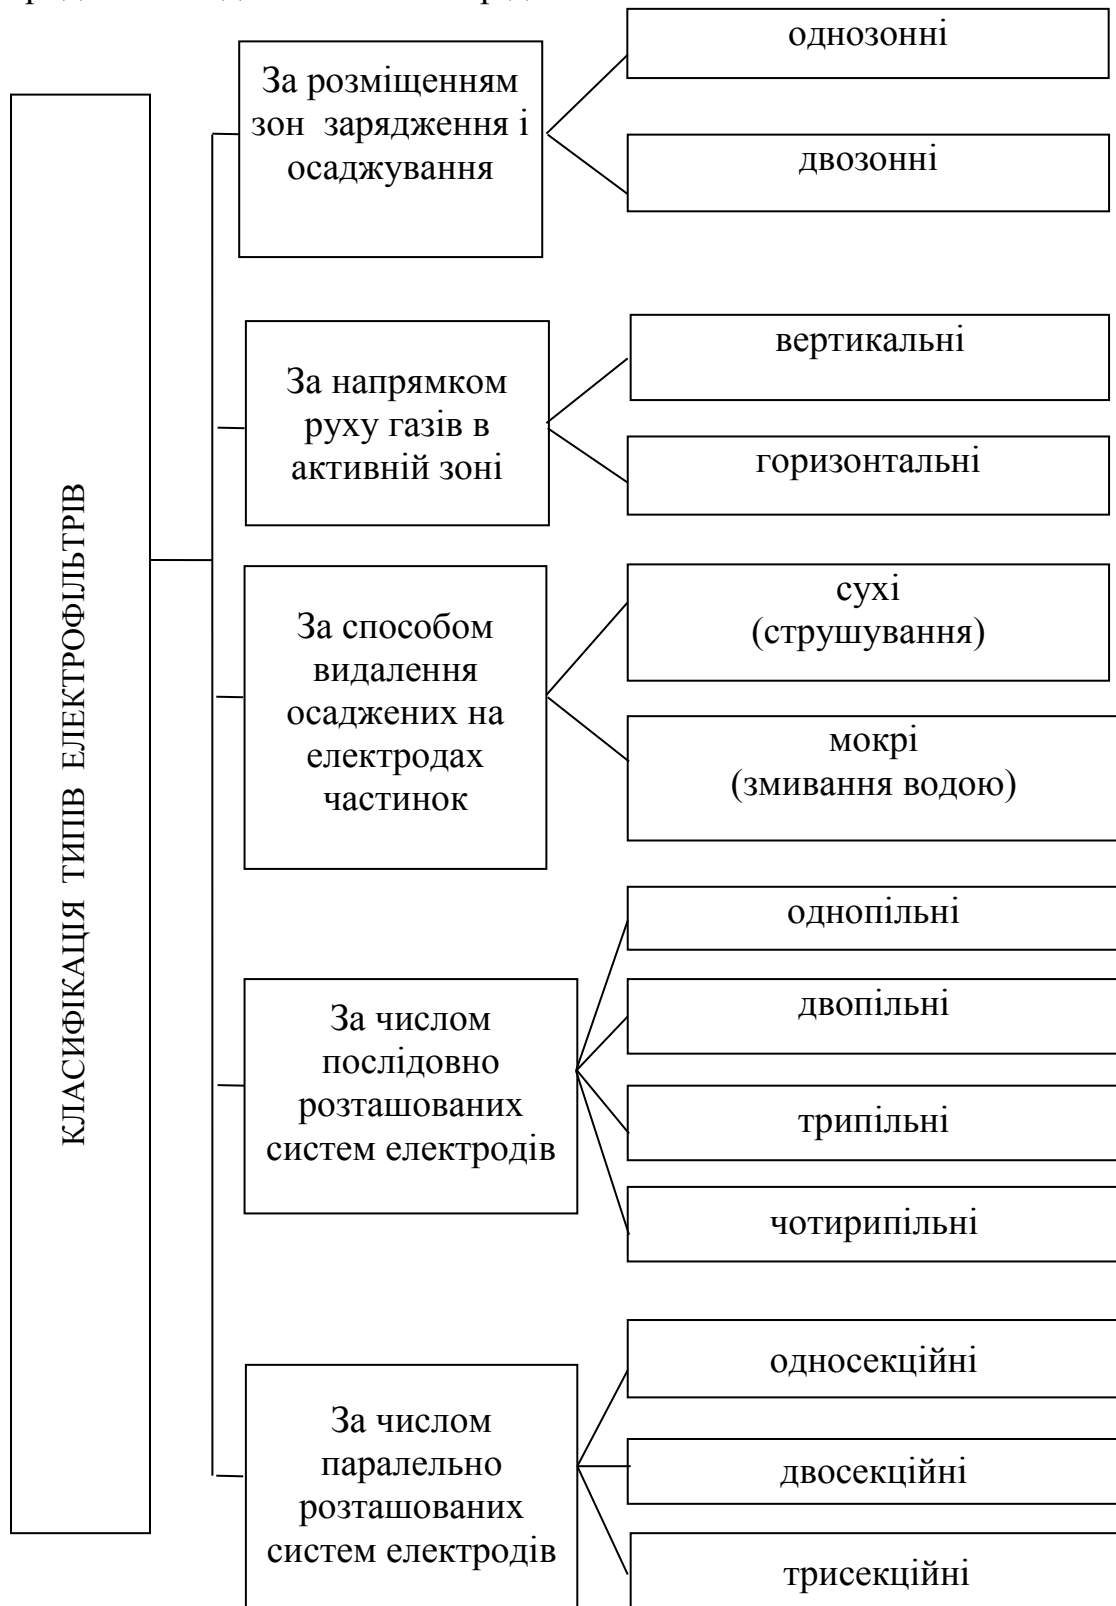 КЛАСИФІКАЦІЯ ТИПІВ ЕЛЕКТРОФІЛЬТРІВ
За розміщенням
зон зарядження і
осаджування
однозонні
двозонні
За напрямком
руху газів в
активній зоні
вертикальні
горизонтальні
За способом
видалення
осаджених на
електродах
частинок
сухі
(струшування)
мокрі
(змивання водою)
За числом
послідовно
розташованих
систем електродів
однопільні
двопільні
трипільні
чотирипільні
За числом
паралельно
розташованих
систем електродів
односекційні
двосекційні
трисекційні